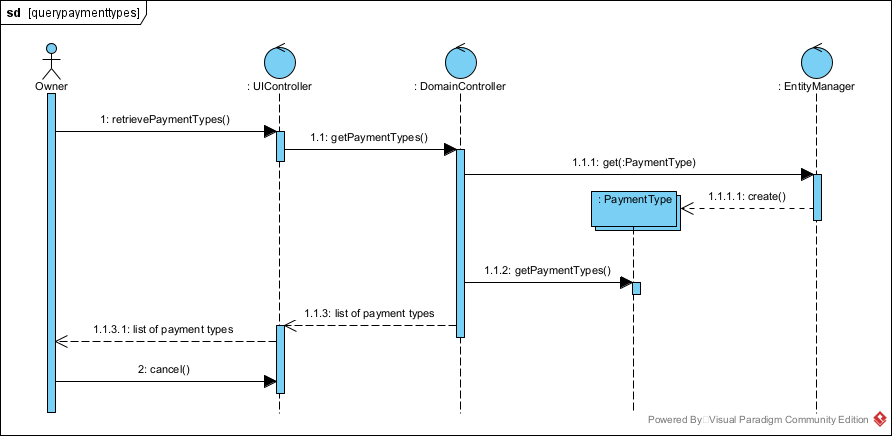 sd [querypaymenttypes]
Owner
: UIController
: DomainController
: EntityManager
1: retrievePaymentTypes()
1.1: getPaymentTypes()
1.1.1: get(:PaymentType)
1.1.1.1: create()
: PaymentType
1.1.2: getPaymentTypes()
1.1.3: list of payment types
1.1.3.1: list of payment types
2: cancel()
Powered By Visual Paradigm Community Edition